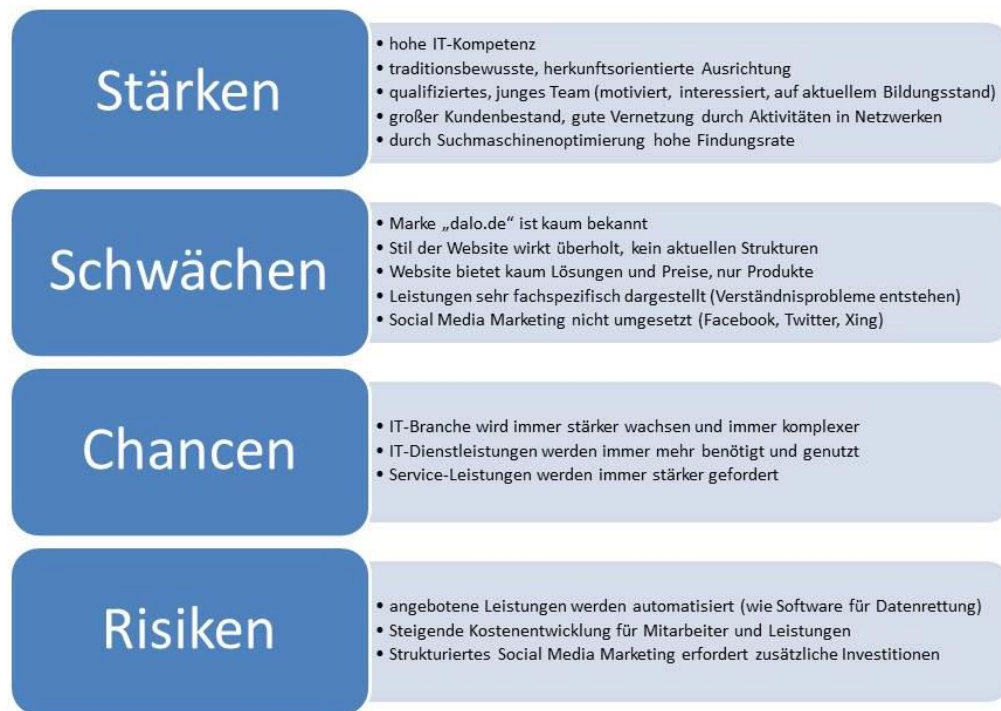 Stärken
• hohe IT-Kompetenz
• traditionsbewusste, herkunftsorientierte Ausrichtung
• qualifiziertes, junges Team (motiviert, interessiert, auf aktuellem Bildungsstand)
• großer Kundenbestand, gute Vernetzung durch Aktivitäten in Netzwerken
• durch Suchmaschinenoptimierung hohe Findungsrate
Schwächen
• Marke „dalo.de“ ist kaum bekannt
• Stil der Website wirkt überholt, kein aktuellen Strukturen
• Website bietet kaum Lösungen und Preise, nur Produkte
• Leistungen sehr fachspezifisch dargestellt (Verständnisprobleme entstehen)
• Social Media Marketing nicht umgesetzt (Facebook, Twitter, Xing)
Chancen
• IT-Branche wird immer stärker wachsen und immer komplexer
• IT-Dienstleistungen werden immer mehr benötigt und genutzt
• Service-Leistungen werden immer stärker gefordert
Risiken
• angebotene Leistungen werden automatisiert (wie Software für Datenrettung)
• Steigende Kostenentwicklung für Mitarbeiter und Leistungen
• Strukturiertes Social Media Marketing erfordert zusätzliche Investitionen